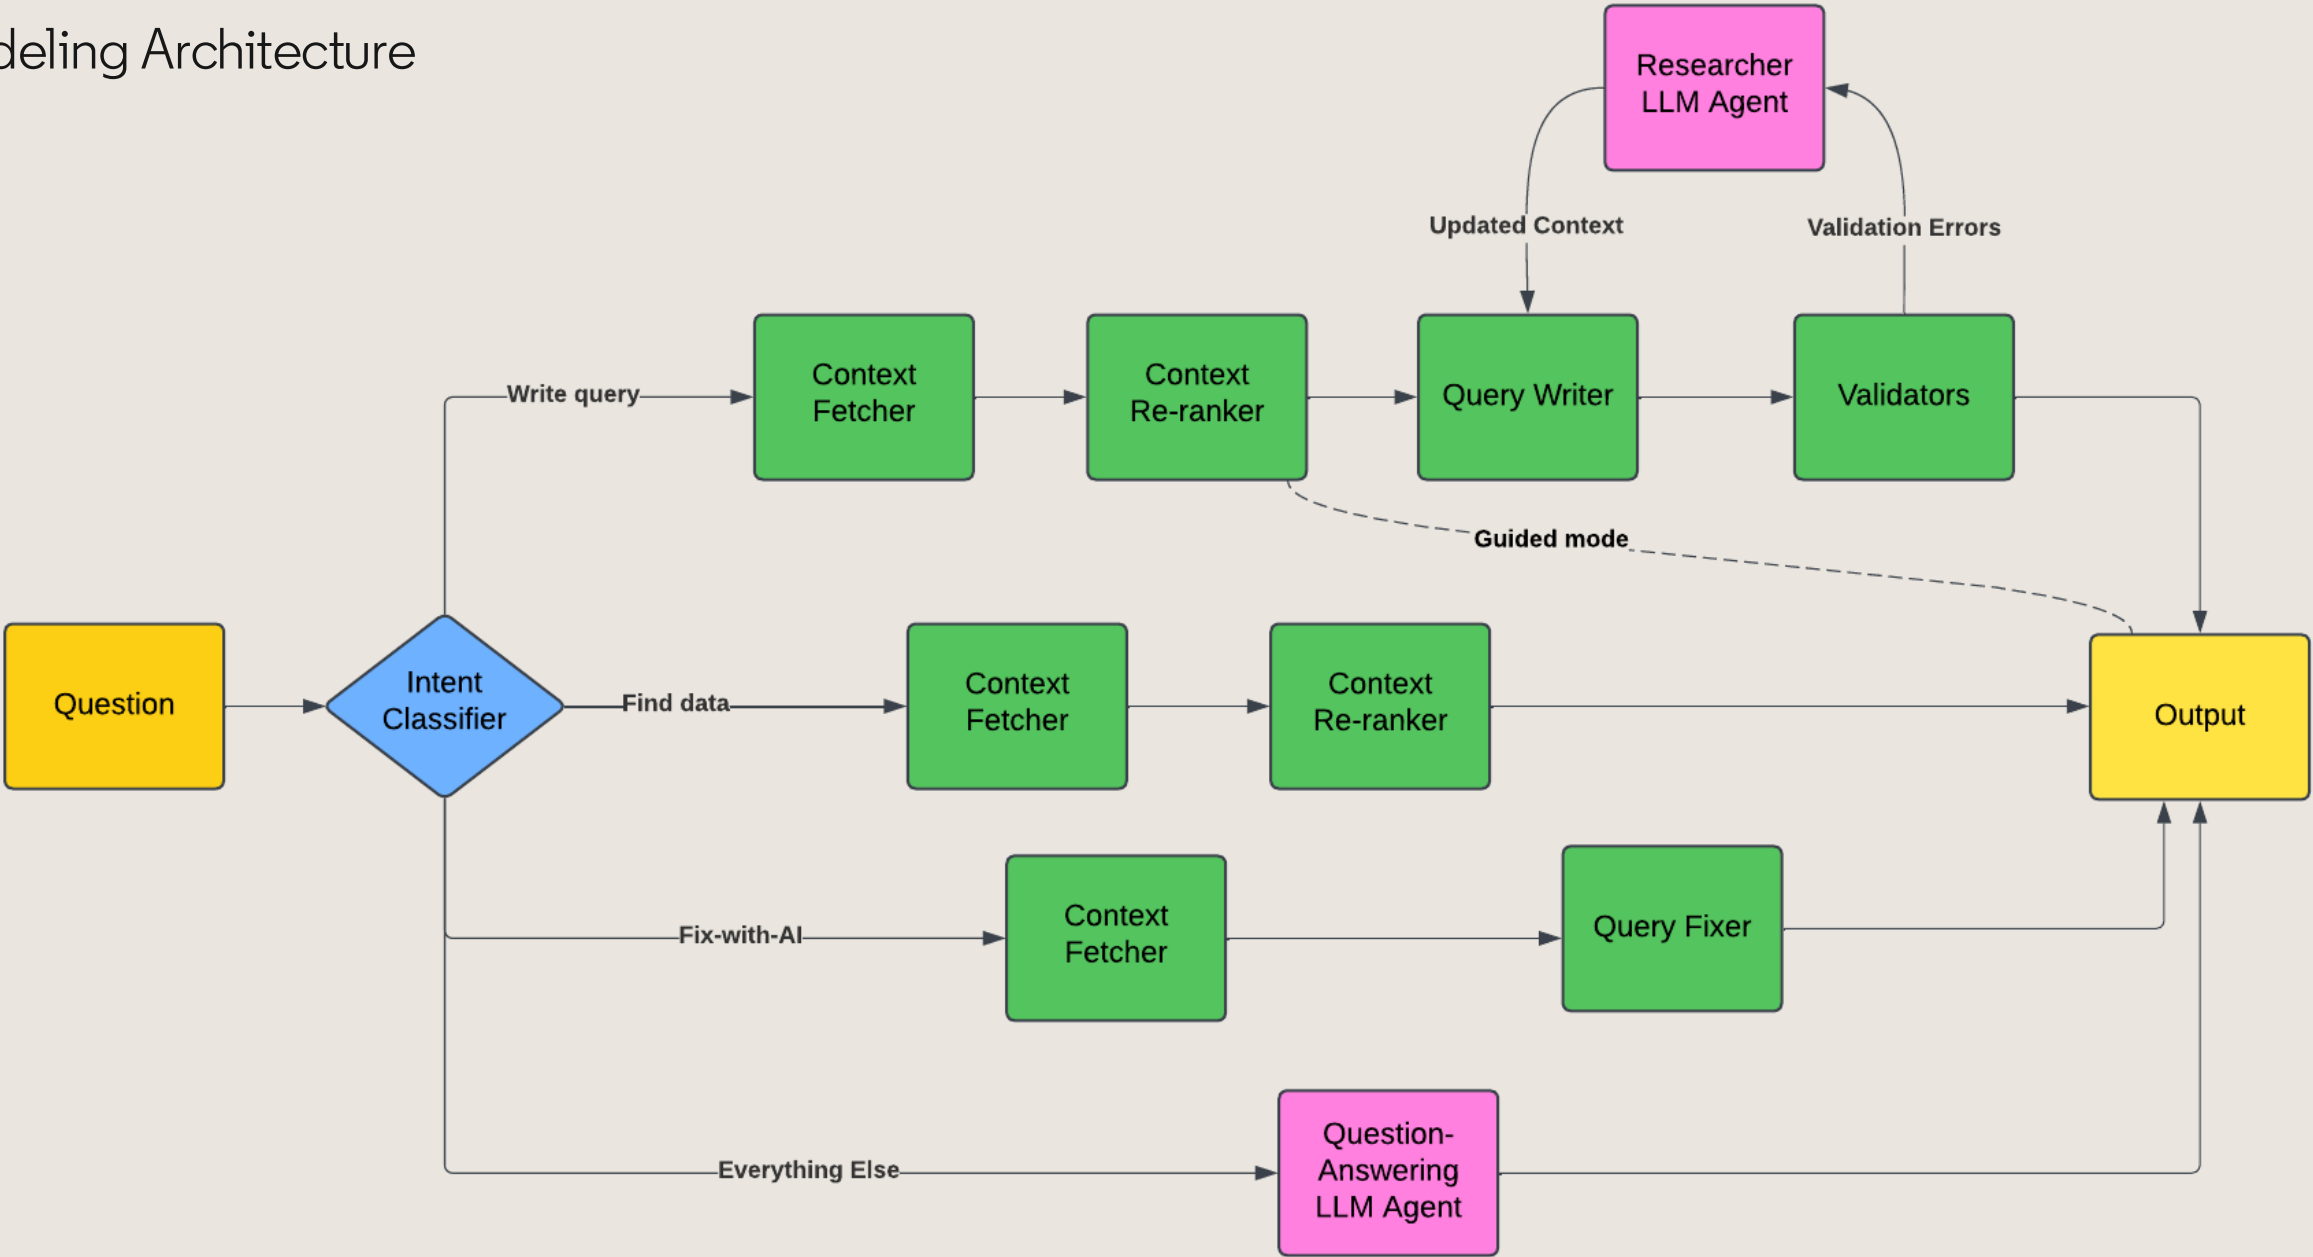 deling Architecture
Researcher
LLM Agent
Updated Context
Validation Errors
Write query
Context
Fetcher
Context
Re-ranker
Query Writer
Validators
Guided mode
Question
Intent
Classifier
Find data
Context
Fetcher
Context
Re-ranker
Output
Fix-with-AI
Context
Fetcher
Query Fixer
Everything Else
Question-
Answering
LLM Agent